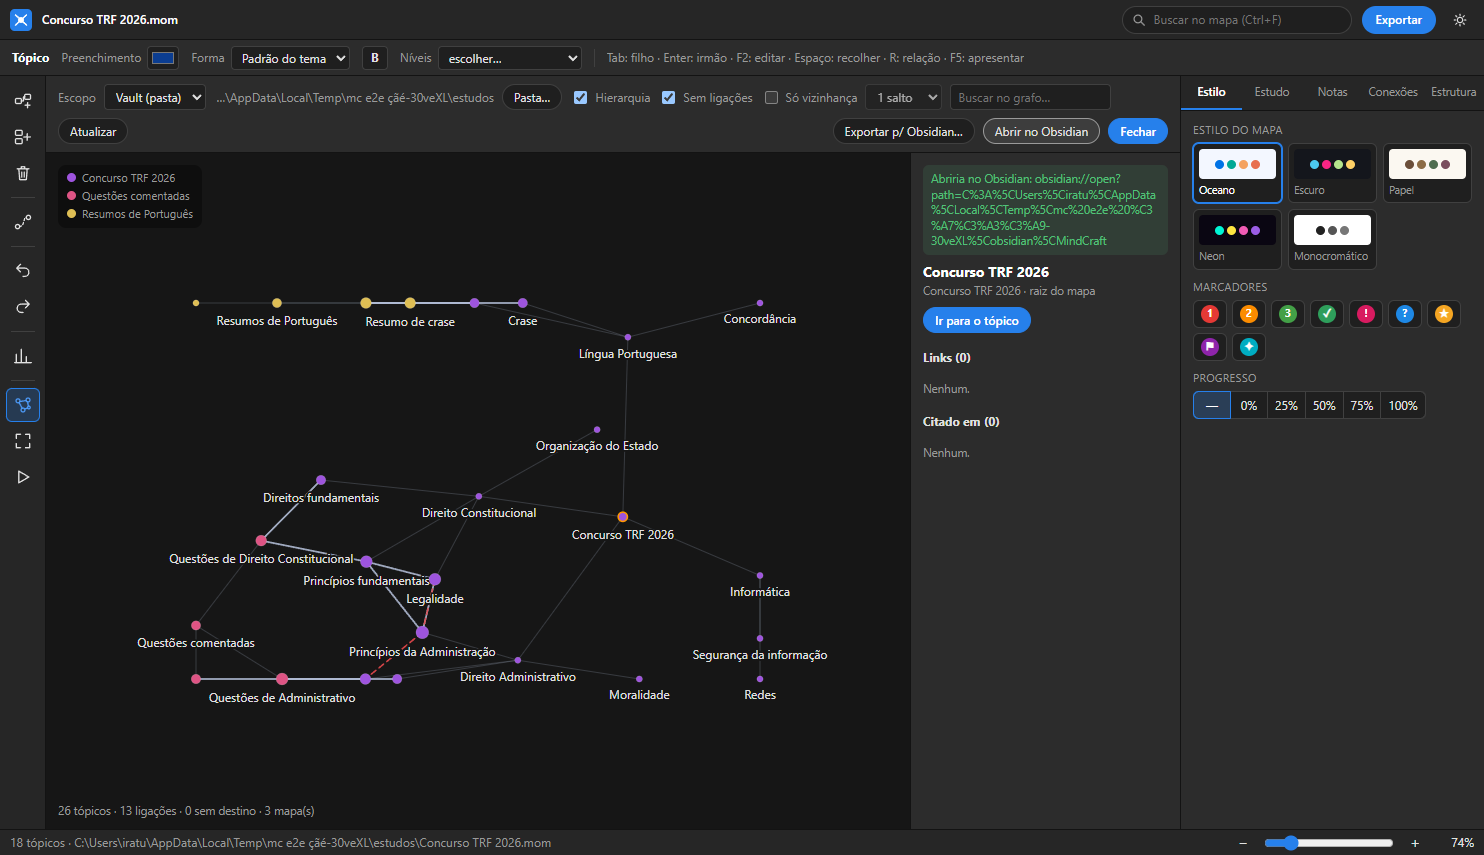 Concurso TRF 2026.mom
Buscar no mapa (Ctrl+F)
Exportar
Tópico
Preenchimento
Forma
Padrão do tema
B
Níveis
escolher...
Tab: filho · Enter: irmão · F2: editar · Espaço: recolher · R: relação · F5: apresentar
Escopo
Vault (pasta)
...\AppData\Local\Temp\mc e2e çãé-30veXL\estudos
Pasta...
Hierarquia
Sem ligações
Só vizinhança
1 salto
Buscar no grafo...
Atualizar
Exportar p/ Obsidian...
Abrir no Obsidian
Fechar
Concurso TRF 2026
Questões comentadas
Resumos de Português
Resumos de Português
Resumo de crase
Crase
Concordância
Língua Portuguesa
Organização do Estado
Direitos fundamentais
Direito Constitucional
Concurso TRF 2026
Questões de Direito Constitucional
Princípios fundamentais
Legalidade
Informática
Questões comentadas
Princípios da Administração
Segurança da informação
Direito Administrativo
Questões de Administrativo
Moralidade
Redes
26 tópicos · 13 ligações · 0 sem destino · 3 mapa(s)
Abriria no Obsidian: obsidian://open?
path=C%3A%5CUsers%5Ciratu%5CAppData
%5CLocal%5CTemp%5Cmc%20e2e%20%C3
%A7%C3%A3%C3%A9-
30veXL%5Cobsidian%5CMindCraft
Concurso TRF 2026
Concurso TRF 2026 · raiz do mapa
Ir para o tópico
Links (0)
Nenhum.
Citado em (0)
Nenhum.
Estilo
Estudo
Notas
Conexões
Estrutura
ESTILO DO MAPA
Oceano
Escuro
Papel
Neon
Monocromático
MARCADORES
1
2
3
✓
!
?
★
PROGRESSO
—
0%
25%
50%
75%
100%
18 tópicos · C:\Users\iratu\AppData\Local\Temp\mc e2e çãé-30veXL\estudos\Concurso TRF 2026.mom
−
+
74%